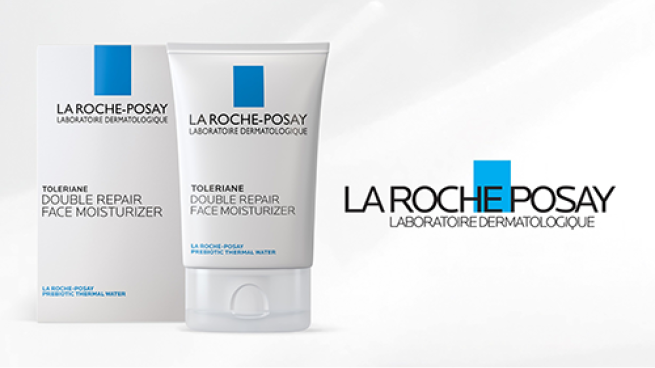 LA ROCHE-POSAY
LABORATOIRE DERMATOLOGIQUE
TOLERIANE
DOUBLE REPAIR
FACE MOISTURIZER
LA ROCHE-POSAY
PREBIOTIC THERMAL WATER
LA ROCHE-POSAY
LABORATOIRE DERMATOLOGIQUE
TOLERIANE
DOUBLE REPAIR
FACE MOISTURIZER
LA ROCHE-POSAY
PREBIOTIC THERMAL WATER
LA ROCHE POSAY
LABORATOIRE DERMATOLOGIQUE